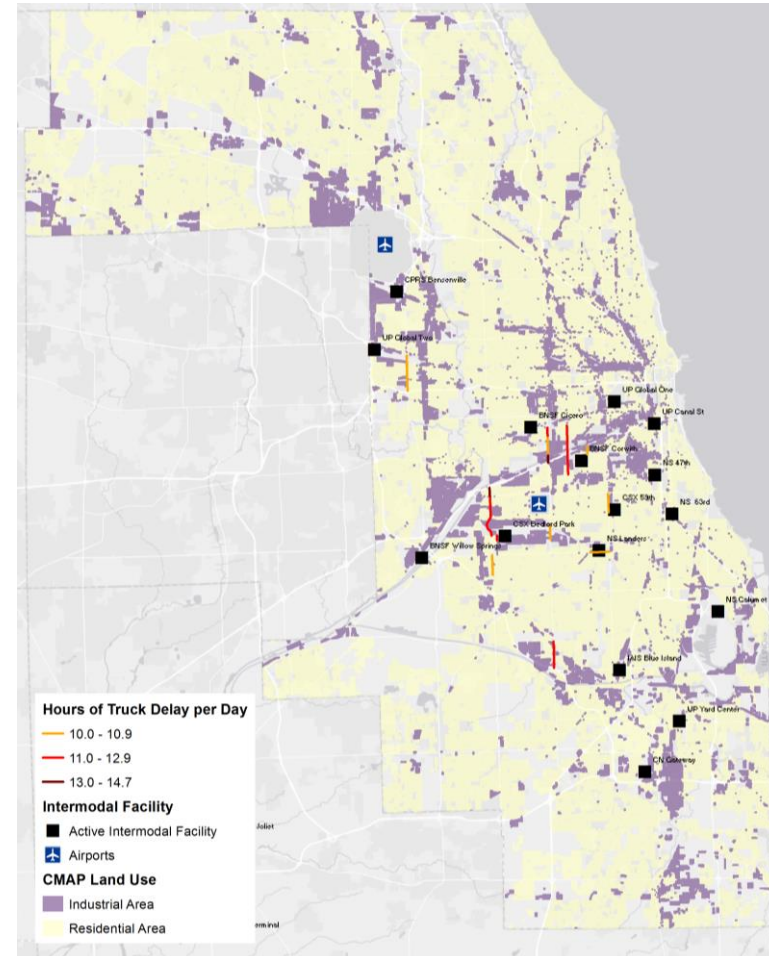 CPRS Bensenville
UP Global Two
UP Global One
BNSF Cicero
UP Canal St
BNSF Corwith
NS 47th
CSX 59th
NS 63rd
CSX Bedford Park
NS Landers
BNSF Willow Springs
NS Calumet
IAIS Blue Island
UP Yard Center
CN Gateway
Hours of Truck Delay per Day
10.0 - 10.9
11.0 - 12.9
13.0 - 14.7
Intermodal Facility
Active Intermodal Facility
Airports
CMAP Land Use
Industrial Area
Residential Area
Joliet
erminal